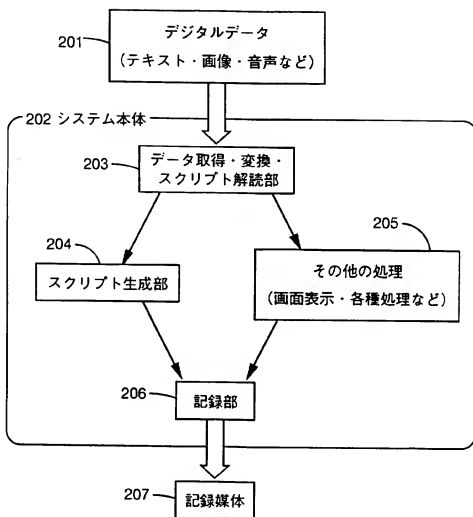 201
デジタルデータ
(テキスト・画像・音声など)
202 システム本体
203
データ取得・変換・
スクリプト解読部
204
スクリプト生成部
205
その他の処理
(画面表示・各種処理など)
206
記録部
207
記録媒体